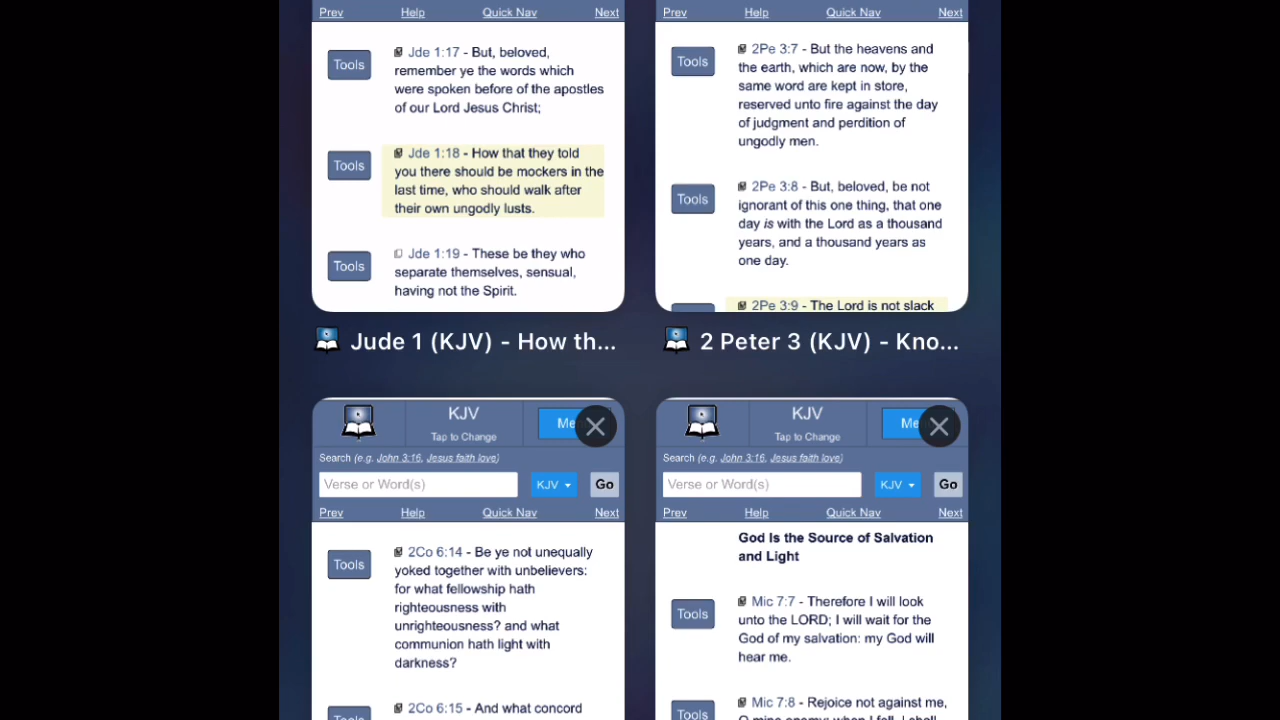 Prev Help Quick Nav Next
Tools
Jde 1:17 - But, beloved,
remember ye the words which
were spoken before of the apostles
of our Lord Jesus Christ;
Tools
Jde 1:18 - How that they told
you there should be mockers in the
last time, who should walk after
their own ungodly lusts.
Tools
Jde 1:19 - These be they who
separate themselves, sensual,
having not the Spirit.
Jude 1 (KJV) - How th...
Prev Help Quick Nav Next
Tools
2Pe 3:7 - But the heavens and
the earth, which are now, by the
same word are kept in store,
reserved unto fire against the day
of judgment and perdition of
ungodly men.
Tools
2Pe 3:8 - But, beloved, be not
ignorant of this one thing, that one
day is with the Lord as a thousand
years, and a thousand years as
one day.
2Pe 3:9 - The Lord is not slack
2 Peter 3 (KJV) - Kno...
KJV
Tap to Change
Me
Search (e.g. John 3:16, Jesus faith love)
Verse or Word(s) KJV Go
Prev Help Quick Nav Next
Tools
2Co 6:14 - Be ye not unequally
yoked together with unbelievers:
for what fellowship hath
righteousness with
unrighteousness? and what
communion hath light with
darkness?
Tools
2Co 6:15 - And what concord
KJV
Tap to Change
Me
Search (e.g. John 3:16, Jesus faith love)
Verse or Word(s) KJV Go
Prev Help Quick Nav Next
God Is the Source of Salvation
and Light
Tools
Mic 7:7 - Therefore I will look
unto the LORD; I will wait for the
God of my salvation: my God will
hear me.
Tools
Mic 7:8 - Rejoice not against me,
O mine enemy: when I fall, I shall